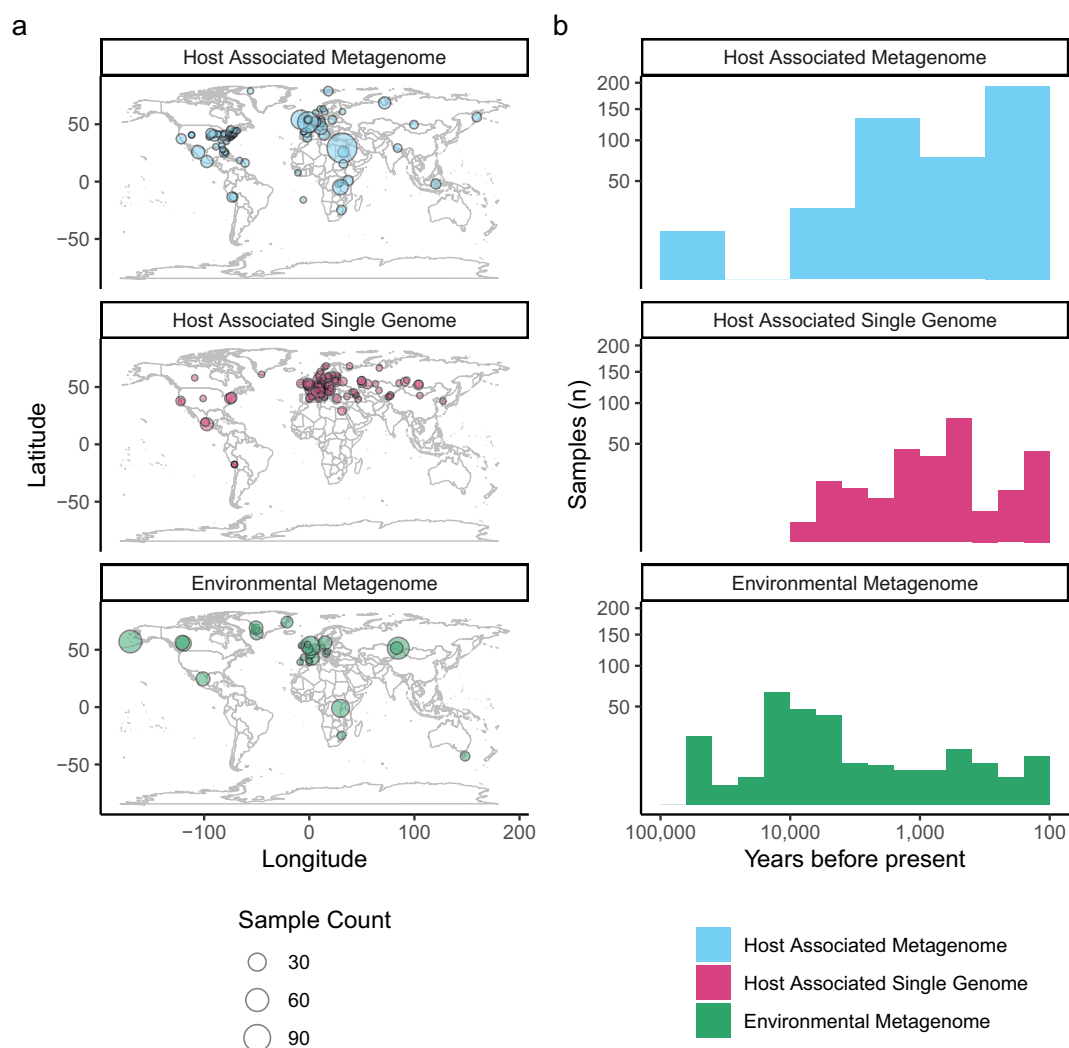 a
Host Associated Metagenome
50
0
−50
Host Associated Single Genome
50
0
−50
Environmental Metagenome
50
0
−50
−100 0 100 200
Latitude
Longitude
Sample Count
30
60
90
b
Host Associated Metagenome
200
150
100
50
Host Associated Single Genome
200
150
100
50
Environmental Metagenome
200
150
100
50
100,000 10,000 1,000 100
Samples (n)
Years before present
Host Associated Metagenome
Host Associated Single Genome
Environmental Metagenome